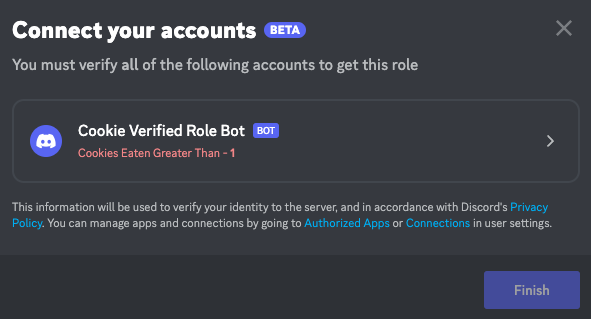 Connect your accounts BETA
You must verify all of the following accounts to get this role
Cookie Verified Role Bot BOT
Cookies Eaten Greater Than - 1
This information will be used to verify your identity to the server, and in accordance with Discord's Privacy
Policy. You can manage apps and connections by going to Authorized Apps or Connections in user settings.
Finish